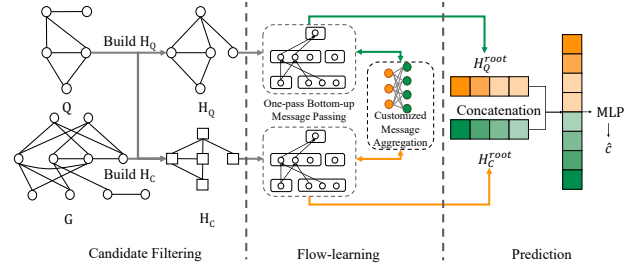 Build H_Q
Q
H_Q
One-pass Bottom-up
Message Passing
Customized
Message
Aggregation
H_Q^{root}
Concatenation
MLP
ĉ
Build H_C
G
H_C
H_C^{root}
Candidate Filtering
Flow-learning
Prediction